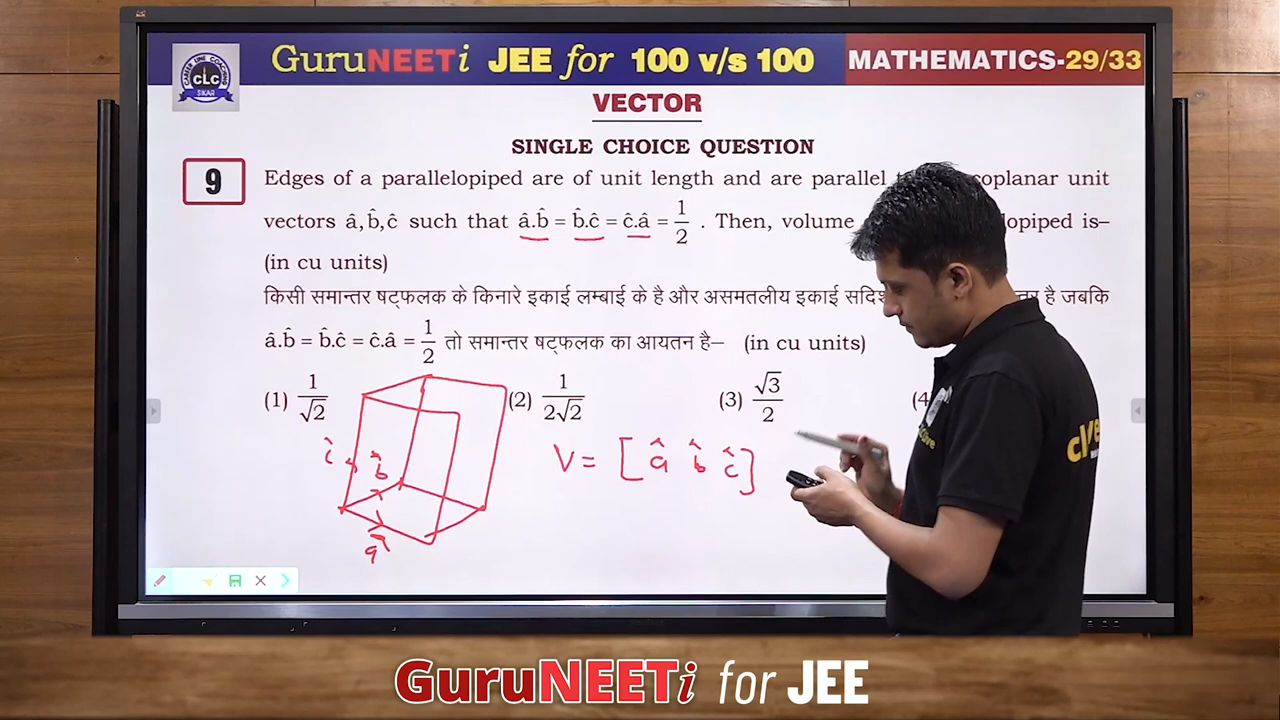 GuruNEETi JEE for 100 v/s 100
MATHEMATICS-29/33
CLC
SIKAR
VECTOR
SINGLE CHOICE QUESTION
9
Edges of a parallelopiped are of unit length and are parallel coplanar unit
vectors â, b̂, ĉ such that â.b̂ = b̂.ĉ = ĉ.â = 1/2 . Then, volume is–
(in cu units)
किसी समान्तर षट्फलक के किनारे इकाई लम्बाई के है और असमतलीय इकाई है जबकि
â.b̂ = b̂.ĉ = ĉ.â = 1/2 तो समान्तर षट्फलक का आयतन है– (in cu units)
(1) 1/√2 (2) 1/2√2 (3) √3/2 (4
b̂
V = [â b̂ ĉ]
GuruNEETi for JEE